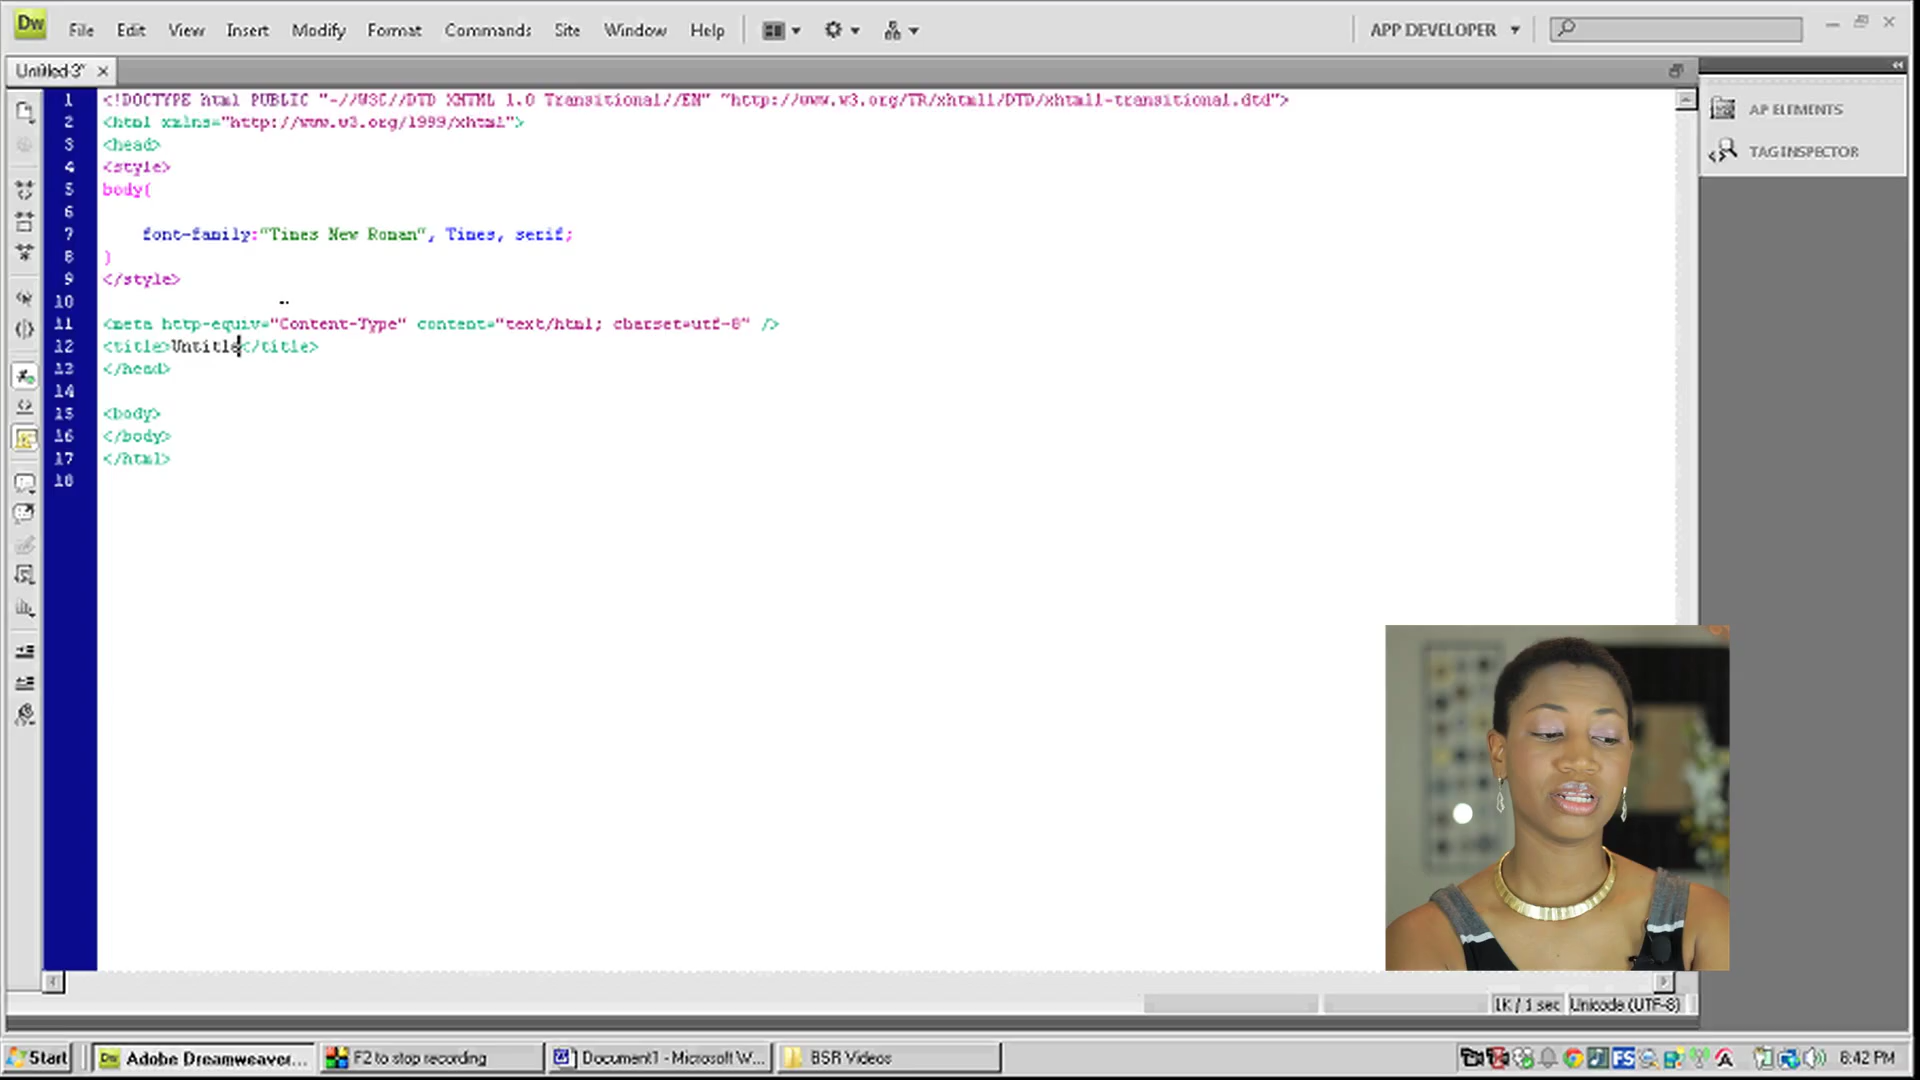 Dw File Edit View Insert Modify Format Commands Site Window Help APP DEVELOPER
Untitled-3*
AP ELEMENTS
TAG INSPECTOR
1 <!DOCTYPE html PUBLIC "-//W3C//DTD XHTML 1.0 Transitional//EN" "http://www.w3.org/TR/xhtml1/DTD/xhtml1-transitional.dtd">
2 <html xmlns="http://www.w3.org/1999/xhtml">
3 <head>
4 <style>
5 body{
6
7 font-family:"Times New Roman", Times, serif;
8 }
9 </style>
10
11 <meta http-equiv="Content-Type" content="text/html; charset=utf-8" />
12 <title>Untitle</title>
13 </head>
14
15 <body>
16 </body>
17 </html>
18
1K / 1 sec Unicode (UTF-8)
Start Dw Adobe Dreamweaver... F2 to stop recording Document1 - Microsoft W... BSR Videos FS 8:42 PM